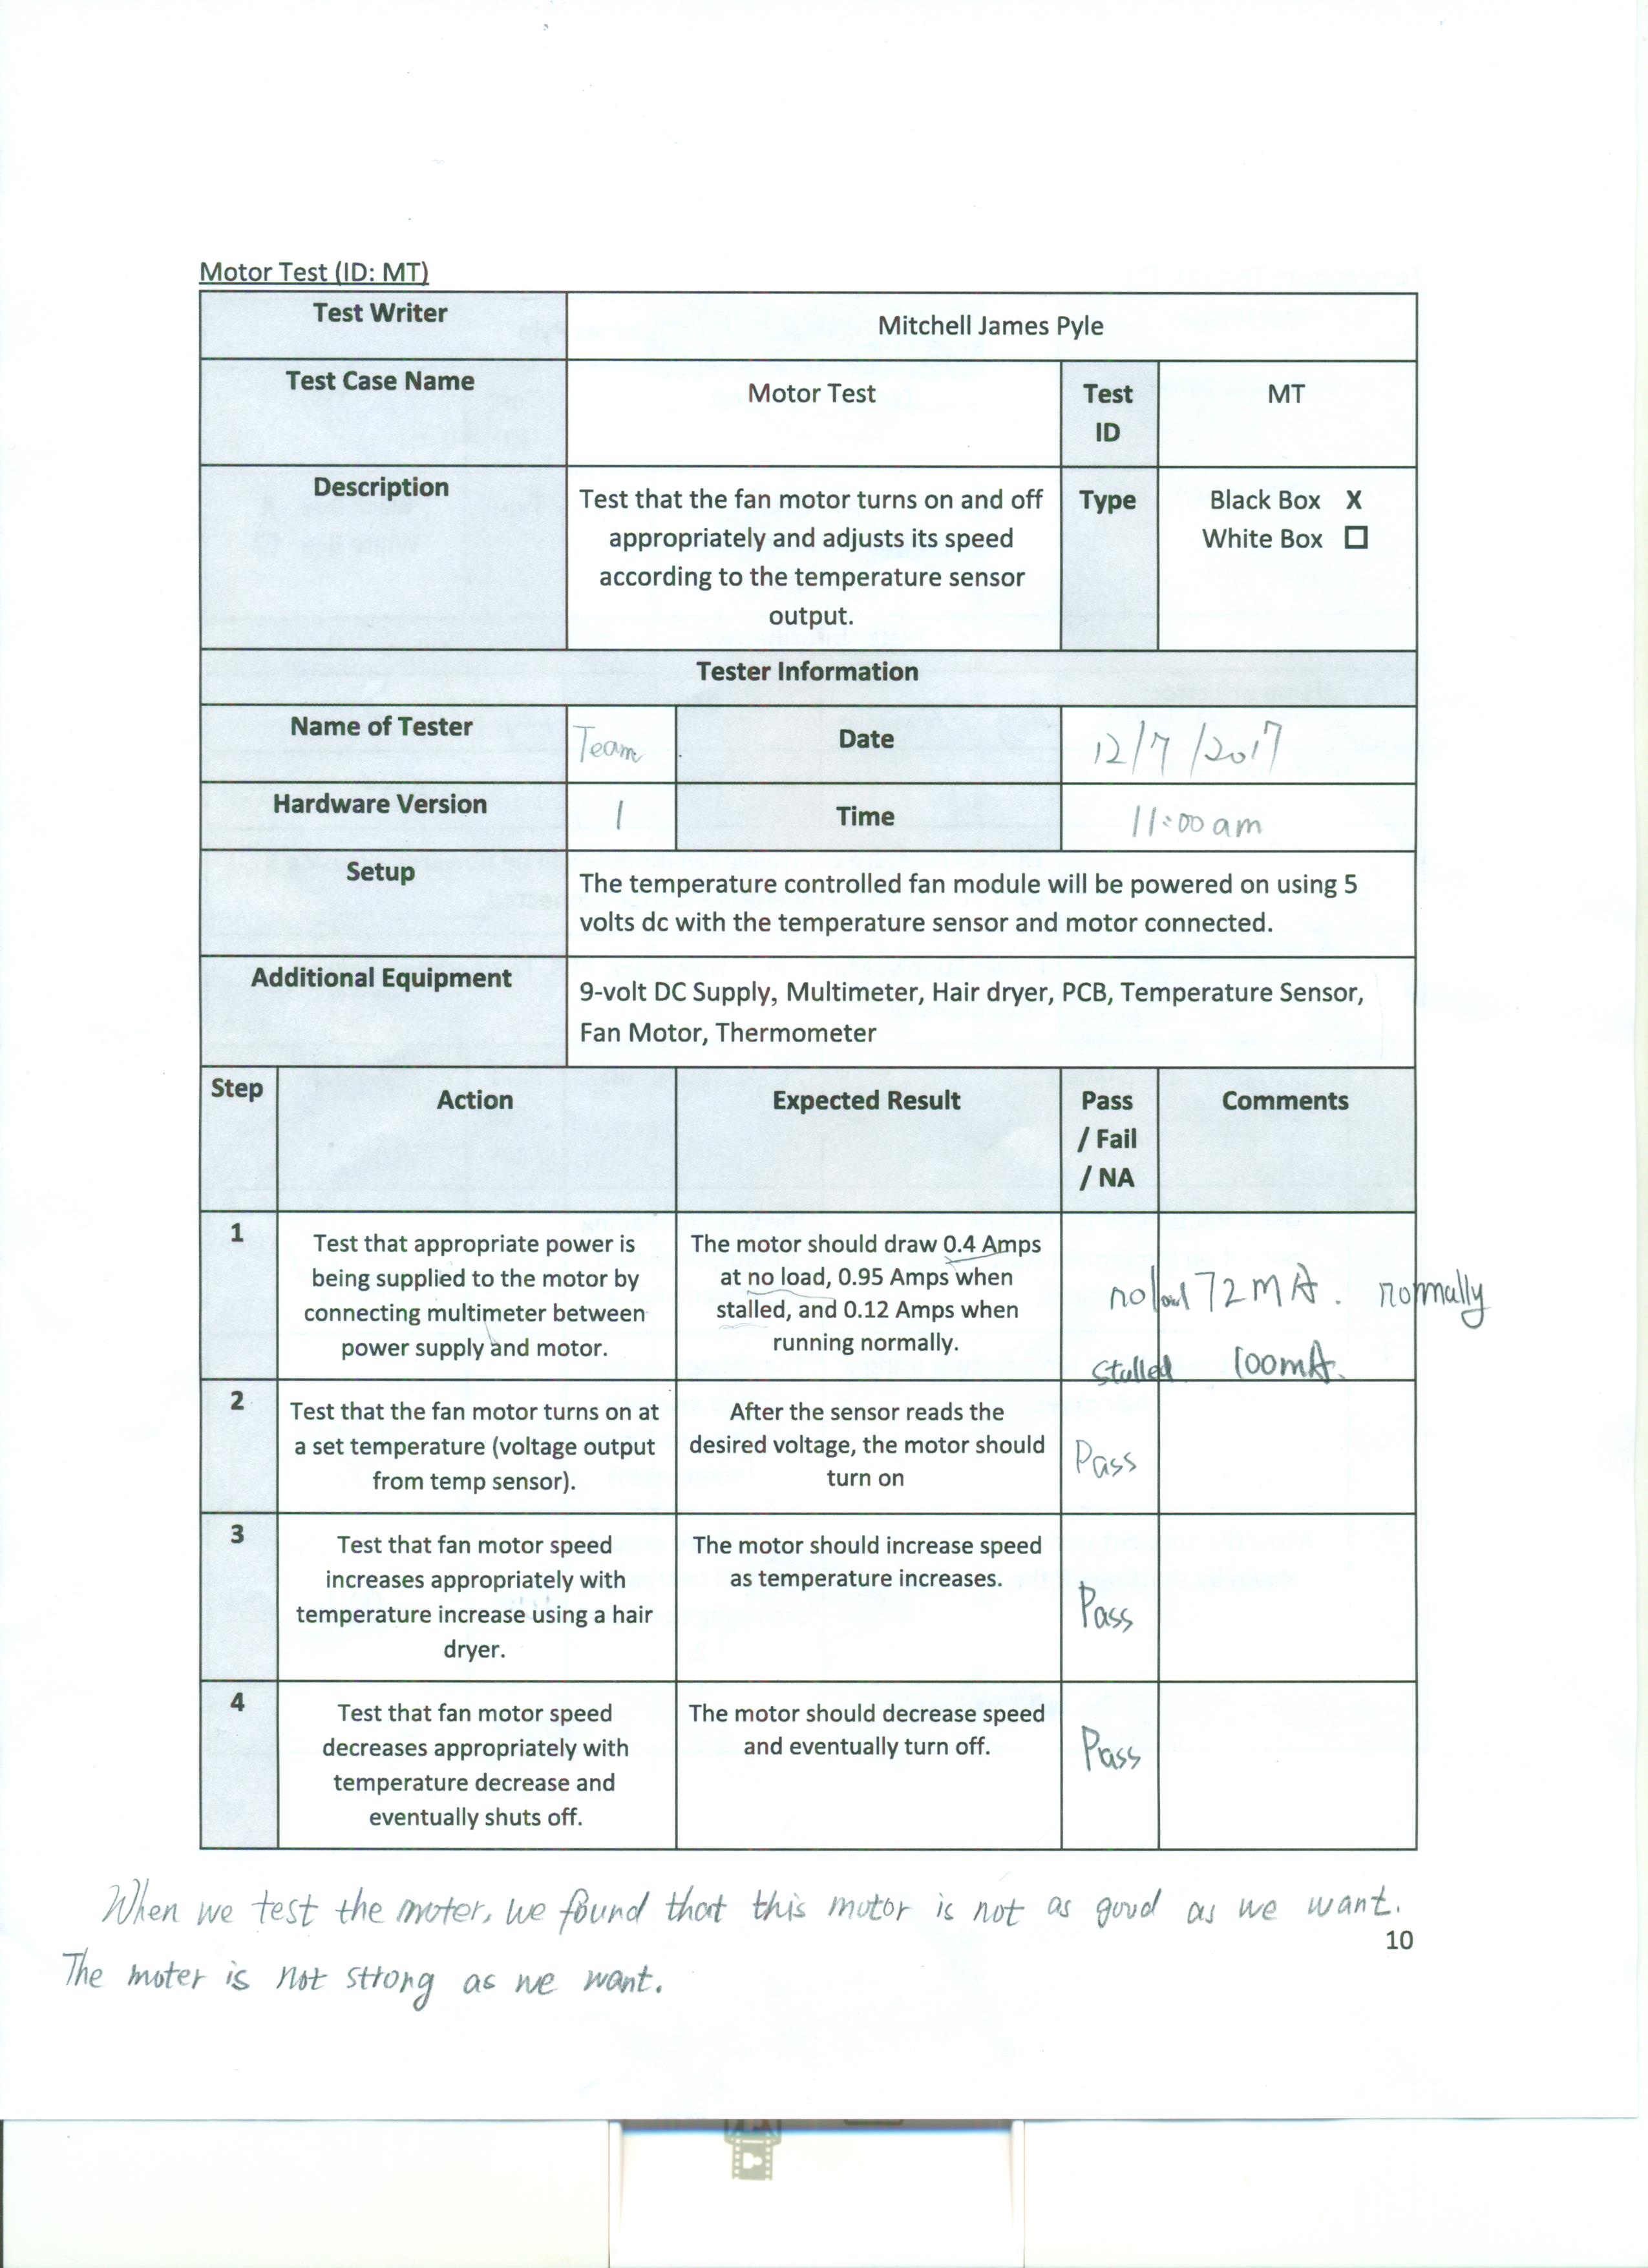 Motor Test (ID: MT)
Test Writer
Mitchell James Pyle
Test Case Name
Motor Test
Test
ID
MT
Description
Test that the fan motor turns on and off
appropriately and adjusts its speed
according to the temperature sensor
output.
Type
Black Box X
White Box ☐
Tester Information
Name of Tester
Team
Date
12/7/2017
Hardware Version
1
Time
11:00 am
Setup
The temperature controlled fan module will be powered on using 5
volts dc with the temperature sensor and motor connected.
Additional Equipment
9-volt DC Supply, Multimeter, Hair dryer, PCB, Temperature Sensor,
Fan Motor, Thermometer
Step
Action
Expected Result
Pass
/ Fail
/ NA
Comments
1
Test that appropriate power is
being supplied to the motor by
connecting multimeter between
power supply and motor.
The motor should draw 0.4 Amps
at no load, 0.95 Amps when
stalled, and 0.12 Amps when
running normally.
no load 72mA. normally
stalled 100mA.
2
Test that the fan motor turns on at
a set temperature (voltage output
from temp sensor).
After the sensor reads the
desired voltage, the motor should
turn on
Pass
3
Test that fan motor speed
increases appropriately with
temperature increase using a hair
dryer.
The motor should increase speed
as temperature increases.
Pass
4
Test that fan motor speed
decreases appropriately with
temperature decrease and
eventually shuts off.
The motor should decrease speed
and eventually turn off.
Pass
When we test the moter, we found that this motor is not as good as we want.
10
The moter is not strong as we want.